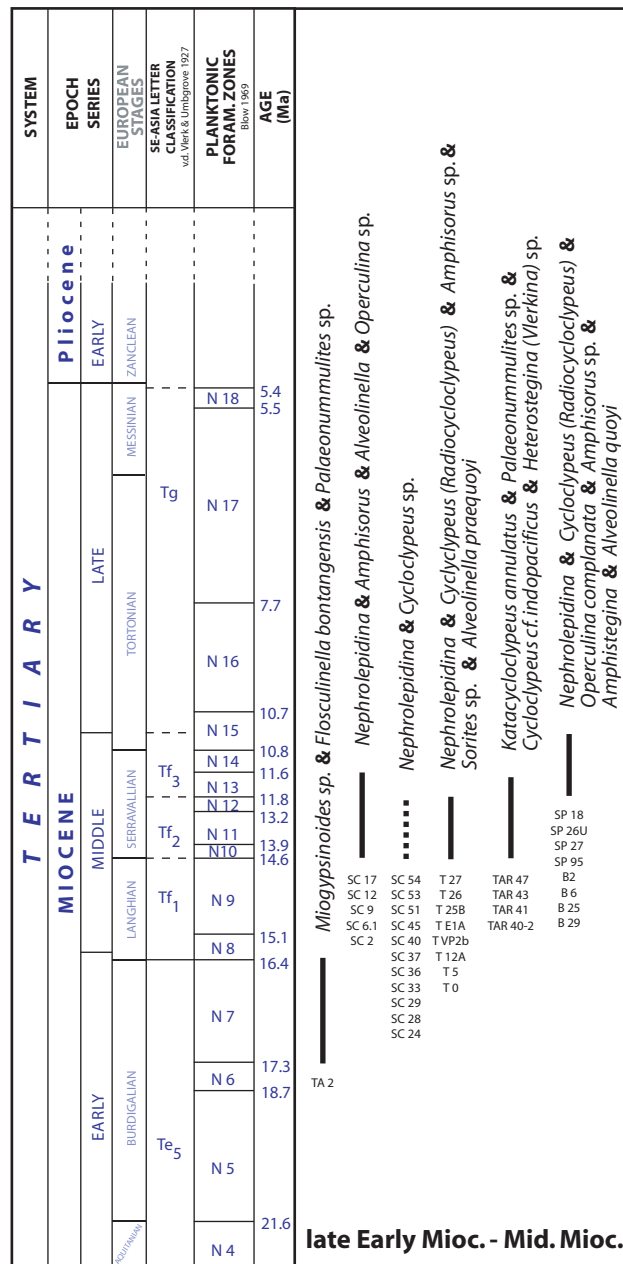 SYSTEM
EPOCH
SERIES
EUROPEAN
STAGES
SE-ASIA LETTER
CLASSIFICATION
v.d. Vlerk & Umbgrove 1927
PLANKTONIC
FORAM. ZONES
Blow 1969
AGE
(Ma)
TERTIARY
Pliocene
MIOCENE
EARLY
LATE
MIDDLE
EARLY
ZANCLEAN
MESSINIAN
TORTONIAN
SERRAVALLIAN
LANGHIAN
BURDIGALIAN
AQUITANIAN
Tg
Tf3
Tf2
Tf1
Te5
N 18
N 17
N 16
N 15
N 14
N 13
N 12
N 11
N10
N 9
N 8
N 7
N 6
N 5
N 4
5.4
5.5
7.7
10.7
10.8
11.6
11.8
13.2
13.9
14.6
15.1
16.4
17.3
18.7
21.6
Miogypsinoides sp. & Flosculinella bontangensis & Palaeonummulites sp.
TA 2
Nephrolepidina & Amphisorus & Alveolinella & Operculina sp.
SC 17
SC 12
SC 9
SC 6.1
SC 2
Nephrolepidina & Cycloclypeus sp.
SC 54
SC 53
SC 51
SC 45
SC 40
SC 37
SC 36
SC 33
SC 29
SC 28
SC 24
Nephrolepidina & Cyclyclypeus (Radiocycloclypeus) & Amphisorus sp. &
Sorites sp. & Alveolinella praequoyi
T 27
T 26
T 25B
T E1A
T VP2b
T 12A
T 5
T 0
Katacycloclypeus annulatus & Palaeonummulites sp. &
Cycloclypeus cf. indopacificus & Heterostegina (Vlerkina) sp.
TAR 47
TAR 43
TAR 41
TAR 40-2
Nephrolepidina & Cycloclypeus (Radiocycloclypeus) &
Operculina complanata & Amphisorus sp. &
Amphistegina & Alveolinella quoyi
SP 18
SP 26U
SP 27
SP 95
B2
B 6
B 25
B 29
late Early Mioc. - Mid. Mioc.